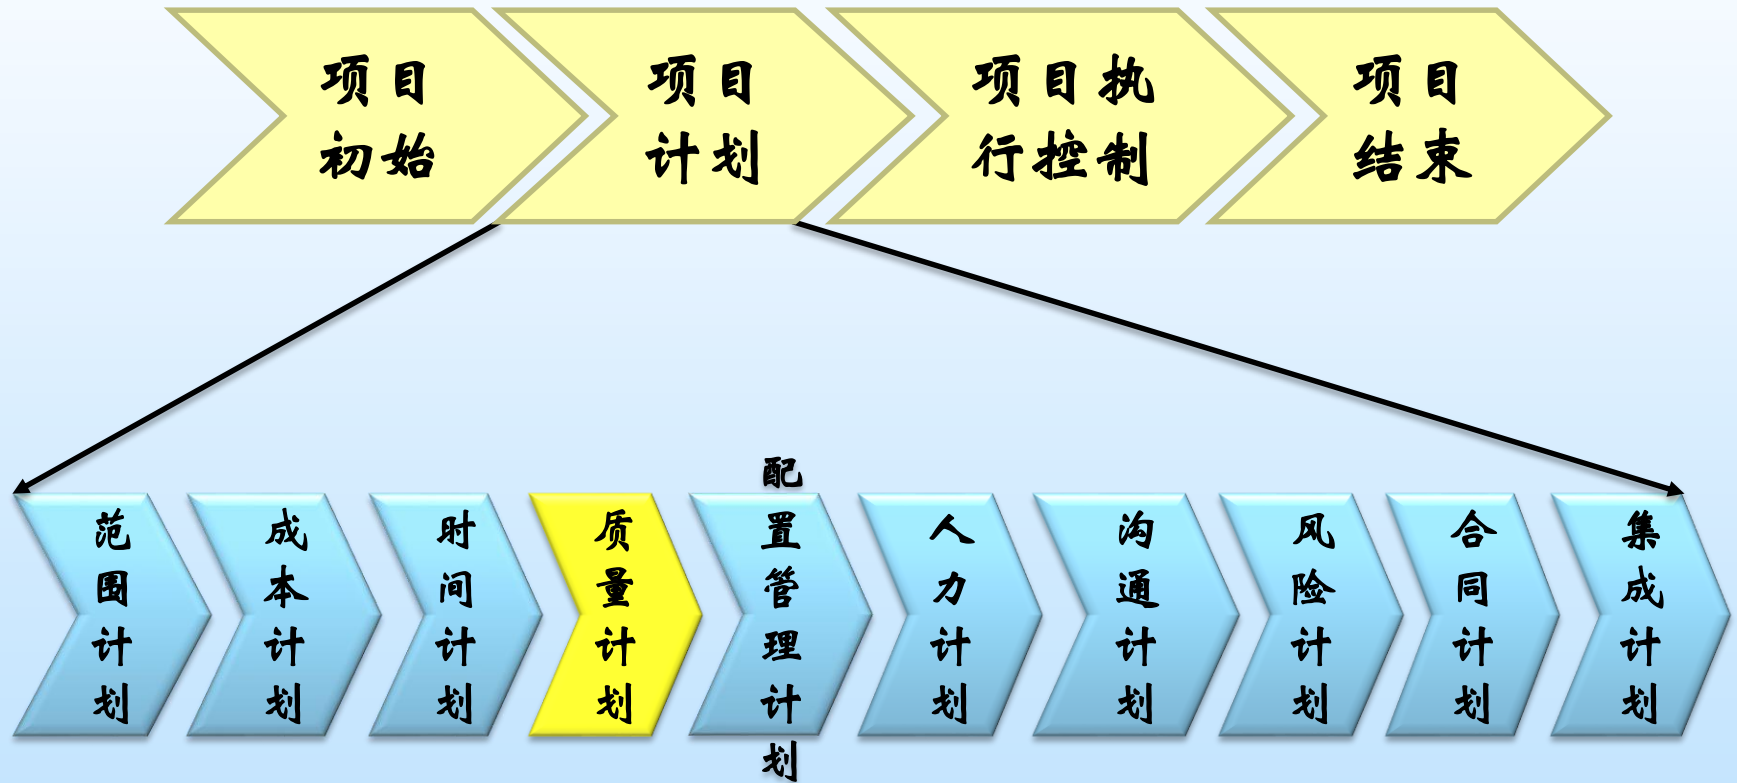 项目
初始
项目
计划
项目执
行控制
项目
结束
范围计划
成本计划
时间计划
质量计划
配置管理计划
人力计划
沟通计划
风险计划
合同计划
集成计划